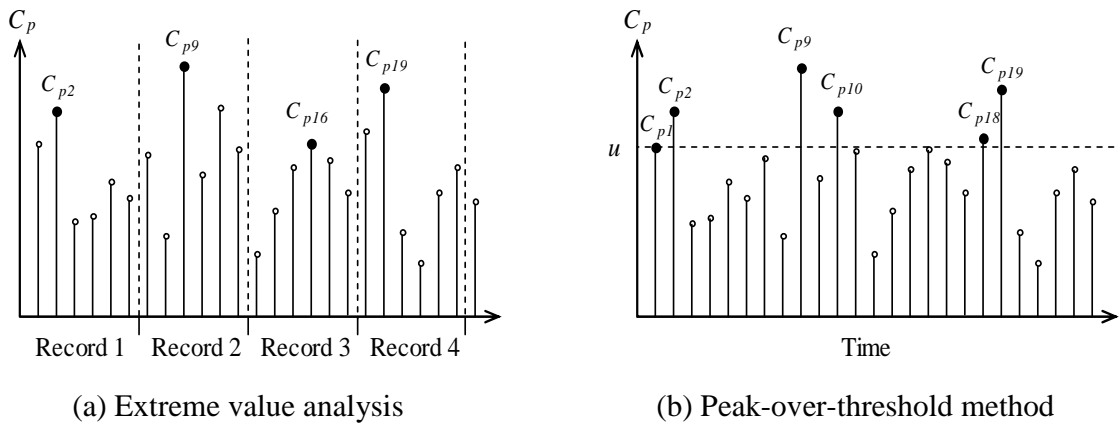 C_p
C_p2
C_p9
C_p16
C_p19
Record 1
Record 2
Record 3
Record 4
(a) Extreme value analysis
C_p
u
C_p1
C_p2
C_p9
C_p10
C_p18
C_p19
Time
(b) Peak-over-threshold method